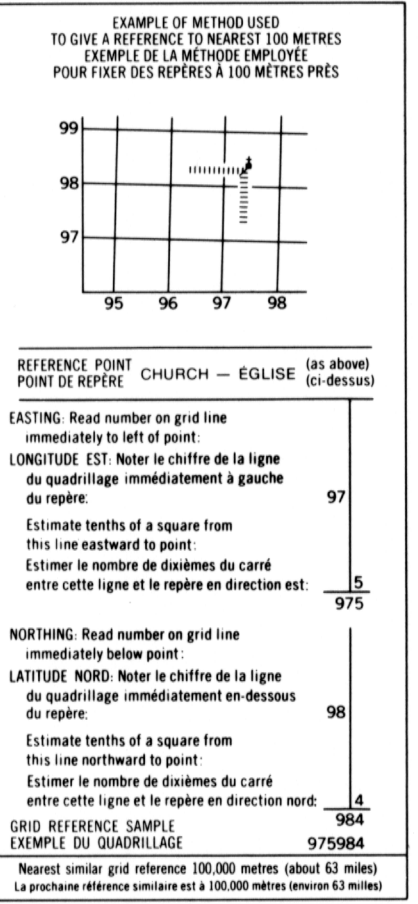 EXAMPLE OF METHOD USED
TO GIVE A REFERENCE TO NEAREST 100 METRES
EXEMPLE DE LA MÉTHODE EMPLOYÉE
POUR FIXER DES REPÈRES À 100 MÈTRES PRÈS
99
98
97
95 96 97 98
REFERENCE POINT
POINT DE REPÈRE
CHURCH — ÉGLISE
(as above)
(ci-dessus)
EASTING: Read number on grid line
immediately to left of point:
LONGITUDE EST: Noter le chiffre de la ligne
du quadrillage immédiatement à gauche
du repère: 97
Estimate tenths of a square from
this line eastward to point:
Estimer le nombre de dixièmes du carré
entre cette ligne et le repère en direction est: 5
975
NORTHING: Read number on grid line
immediately below point:
LATITUDE NORD: Noter le chiffre de la ligne
du quadrillage immédiatement en-dessous
du repère: 98
Estimate tenths of a square from
this line northward to point:
Estimer le nombre de dixièmes du carré
entre cette ligne et le repère en direction nord: 4
GRID REFERENCE SAMPLE 984
EXEMPLE DU QUADRILLAGE 975984
Nearest similar grid reference 100,000 metres (about 63 miles)
La prochaine référence similaire est à 100,000 mètres (environ 63 milles)